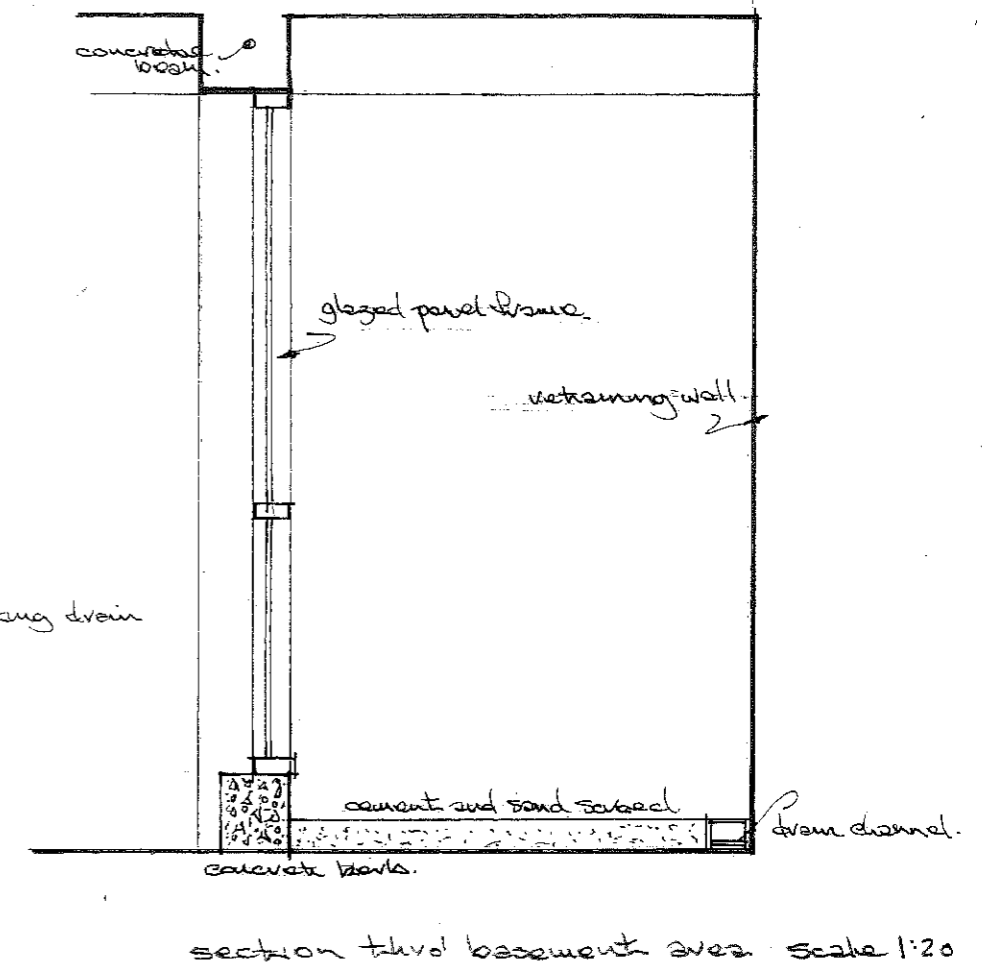 concrete
beam.
glazed panel frame.
retaining wall.
drain
cement and sand screed
drain channel.
concrete kerb.
section thro' basement area scale 1:20